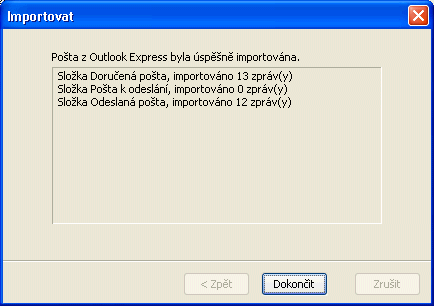 Importovat
Pošta z Outlook Express byla úspěšně importována.
Složka Doručená pošta, importováno 13 zpráv(y)
Složka Pošta k odeslání, importováno 0 zpráv(y)
Složka Odeslaná pošta, importováno 12 zpráv(y)
< Zpět
Dokončit
Zrušit